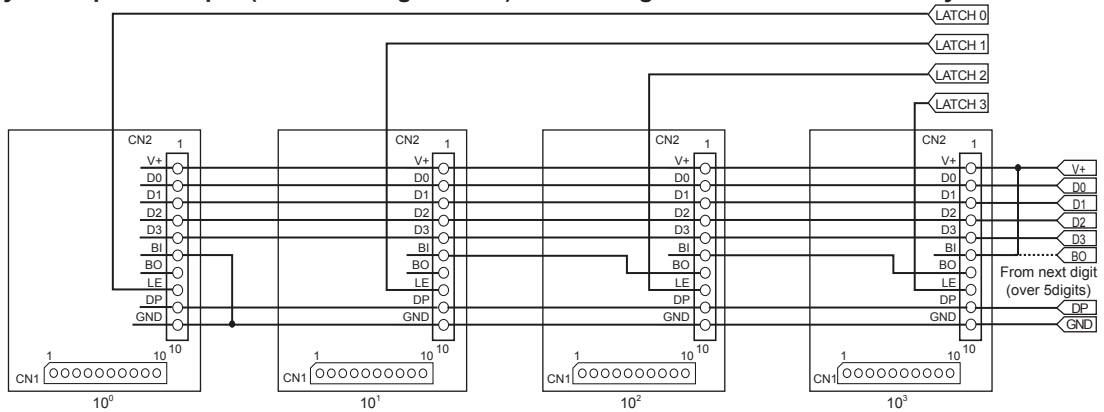 LATCH 0
LATCH 1
LATCH 2
LATCH 3
CN2 1
V+
D0
D1
D2
D3
BI
BO
LE
DP
GND
10
CN1 1 10
10⁰
CN2 1
V+
D0
D1
D2
D3
BI
BO
LE
DP
GND
10
CN1 1 10
10¹
CN2 1
V+
D0
D1
D2
D3
BI
BO
LE
DP
GND
10
CN1 1 10
10²
CN2 1
V+
D0
D1
D2
D3
BI
BO
LE
DP
GND
10
CN1 1 10
10³
V+
D0
D1
D2
D3
BO
From next digit
(over 5digits)
DP
GND